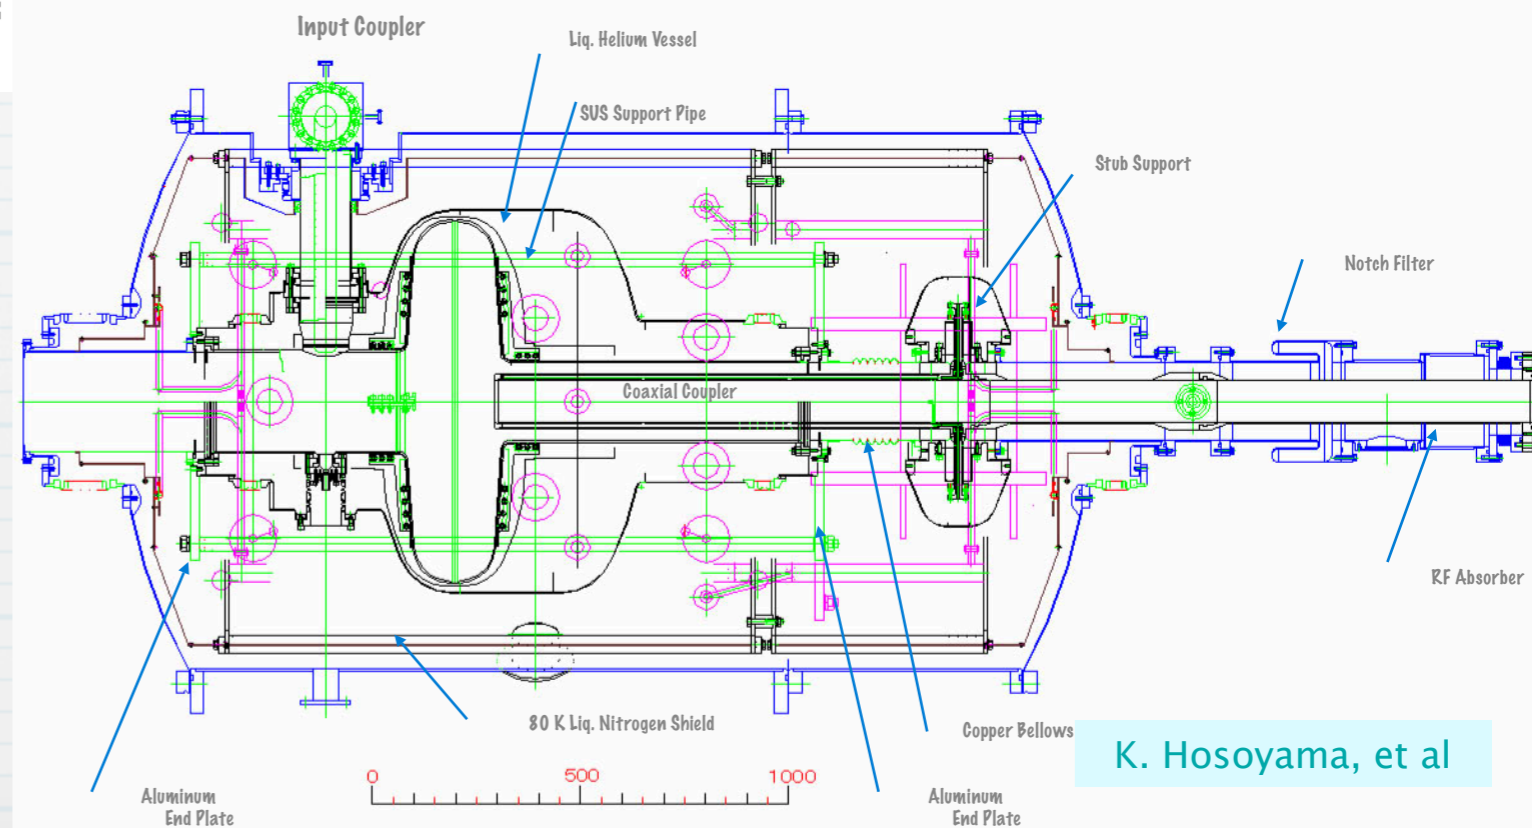 Input Coupler
Liq. Helium Vessel
SUS Support Pipe
Stub Support
Notch Filter
Coaxial Coupler
RF Absorber
80 K Liq. Nitrogen Shield
Copper Bellows
K. Hosoyama, et al
0 500 1000
Aluminum
End Plate
Aluminum
End Plate